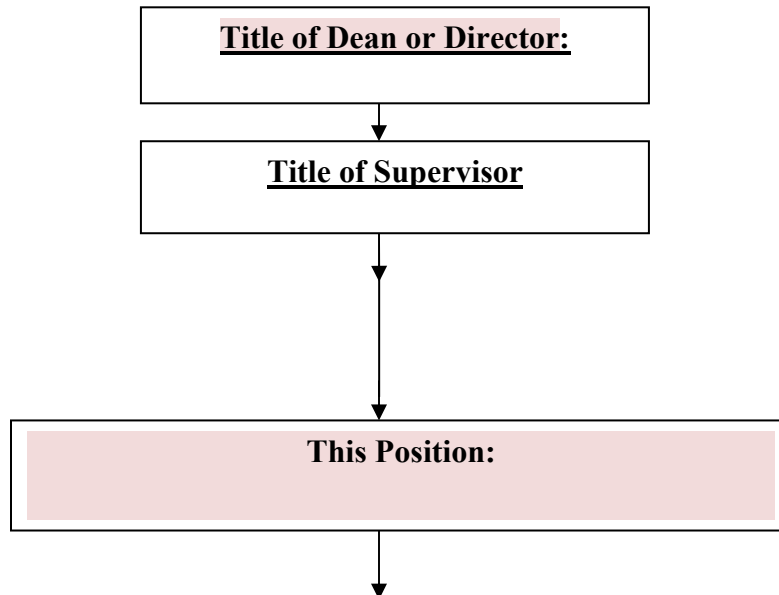 Title of Dean or Director:
Title of Supervisor
This Position: